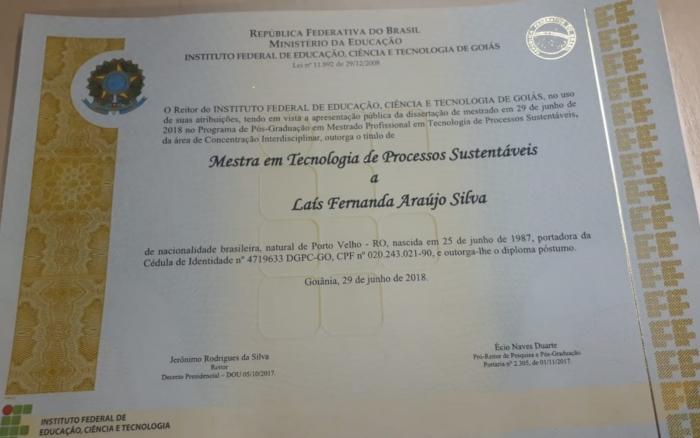 REPÚBLICA FEDERATIVA DO BRASIL
MINISTÉRIO DA EDUCAÇÃO
INSTITUTO FEDERAL DE EDUCAÇÃO, CIÊNCIA E TECNOLOGIA DE GOIÁS
Lei nº 11.892 de 29/12/2008
O Reitor do INSTITUTO FEDERAL DE EDUCAÇÃO, CIÊNCIA E TECNOLOGIA DE GOIÁS, no uso
de suas atribuições, tendo em vista a apresentação pública da dissertação de mestrado em 29 de junho de
2018 no Programa de Pós-Graduação em Mestrado Profissional em Tecnologia de Processos Sustentáveis,
da área de Concentração Interdisciplinar, outorga o título de
Mestra em Tecnologia de Processos Sustentáveis
a
Laís Fernanda Araújo Silva
de nacionalidade brasileira, natural de Porto Velho - RO, nascida em 25 de junho de 1987, portadora da
Cédula de Identidade nº 4719633 DGPC-GO, CPF nº 020.243.021-90, e outorga-lhe o diploma póstumo.
Goiânia, 29 de junho de 2018.
Jerônimo Rodrigues da Silva
Reitor
Decreto Presidencial – DOU 05/10/2017.
Écio Naves Duarte
Pró-Reitor de Pesquisa e Pós-Graduação
Portaria nº 2.305, de 01/11/2017.
INSTITUTO FEDERAL DE
EDUCAÇÃO, CIÊNCIA E TECNOLOGIA